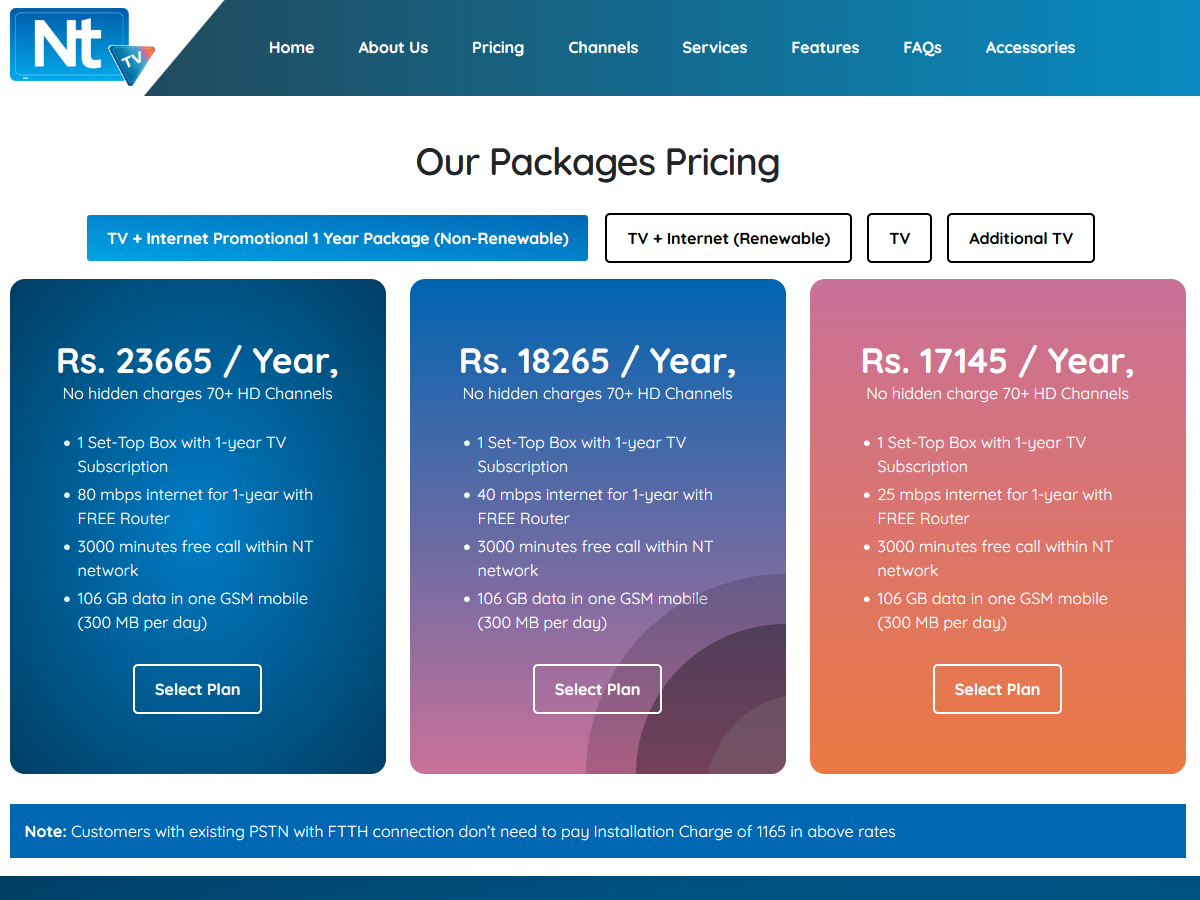 Nt
TV
Home About Us Pricing Channels Services Features FAQs Accessories
Our Packages Pricing
TV + Internet Promotional 1 Year Package (Non-Renewable) TV + Internet (Renewable) TV Additional TV
Rs. 23665 / Year,
No hidden charges 70+ HD Channels
• 1 Set-Top Box with 1-year TV
Subscription
• 80 mbps internet for 1-year with
FREE Router
• 3000 minutes free call within NT
network
• 106 GB data in one GSM mobile
(300 MB per day)
Select Plan
Rs. 18265 / Year,
No hidden charges 70+ HD Channels
• 1 Set-Top Box with 1-year TV
Subscription
• 40 mbps internet for 1-year with
FREE Router
• 3000 minutes free call within NT
network
• 106 GB data in one GSM mobile
(300 MB per day)
Select Plan
Rs. 17145 / Year,
No hidden charge 70+ HD Channels
• 1 Set-Top Box with 1-year TV
Subscription
• 25 mbps internet for 1-year with
FREE Router
• 3000 minutes free call within NT
network
• 106 GB data in one GSM mobile
(300 MB per day)
Select Plan
Note: Customers with existing PSTN with FTTH connection don’t need to pay Installation Charge of 1165 in above rates